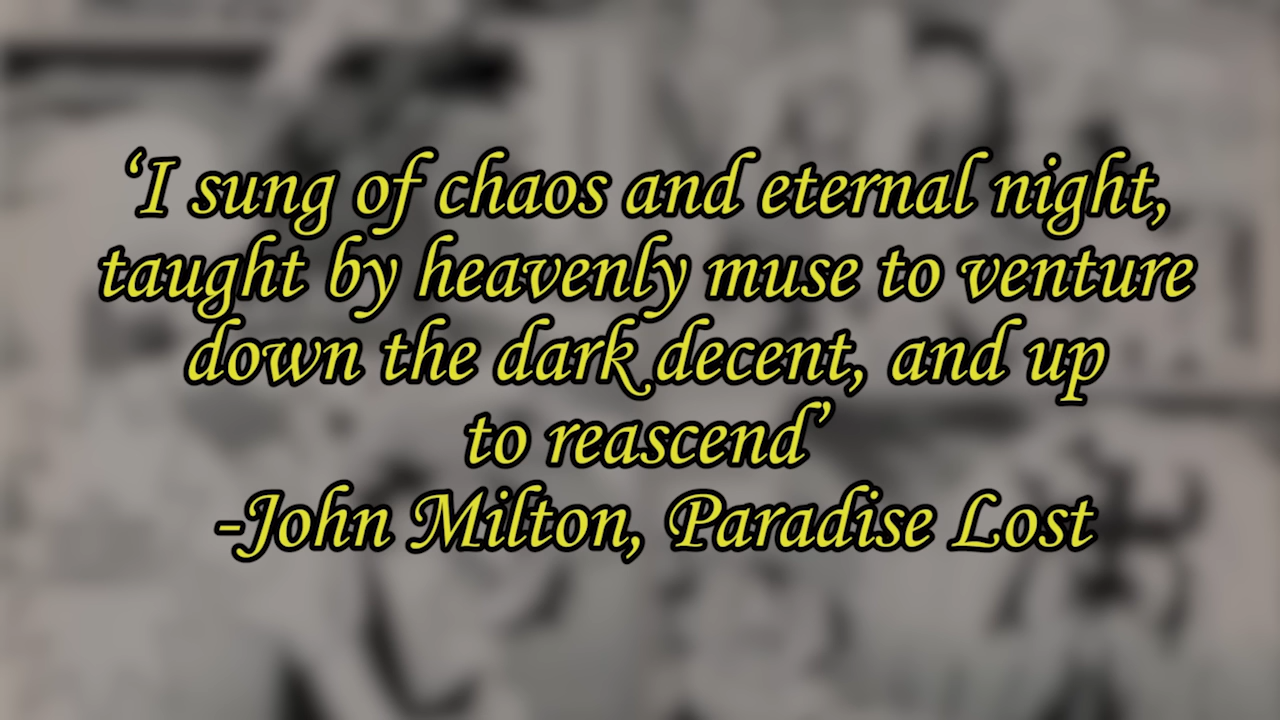 ‘I sung of chaos and eternal night,
taught by heavenly muse to venture
down the dark decent, and up
to reascend’
-John Milton, Paradise Lost